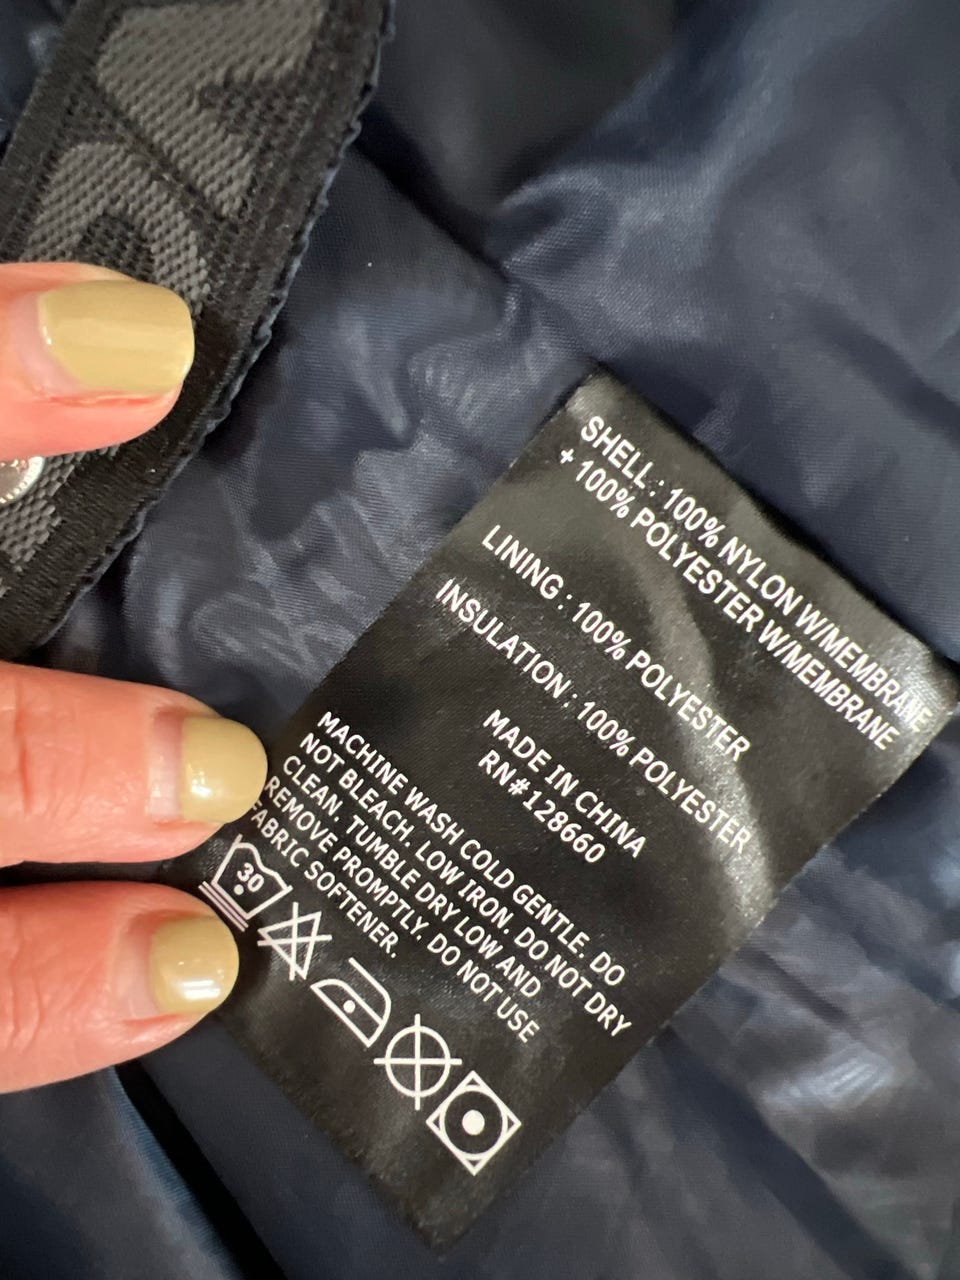 SHELL : 100% NYLON W/MEMBRANE
+ 100% POLYESTER W/MEMBRANE
LINING : 100% POLYESTER
INSULATION : 100% POLYESTER
MADE IN CHINA
RN#128660
MACHINE WASH COLD GENTLE. DO
NOT BLEACH. LOW IRON. DO NOT DRY
CLEAN. TUMBLE DRY LOW AND
REMOVE PROMPTLY. DO NOT USE
FABRIC SOFTENER.
30